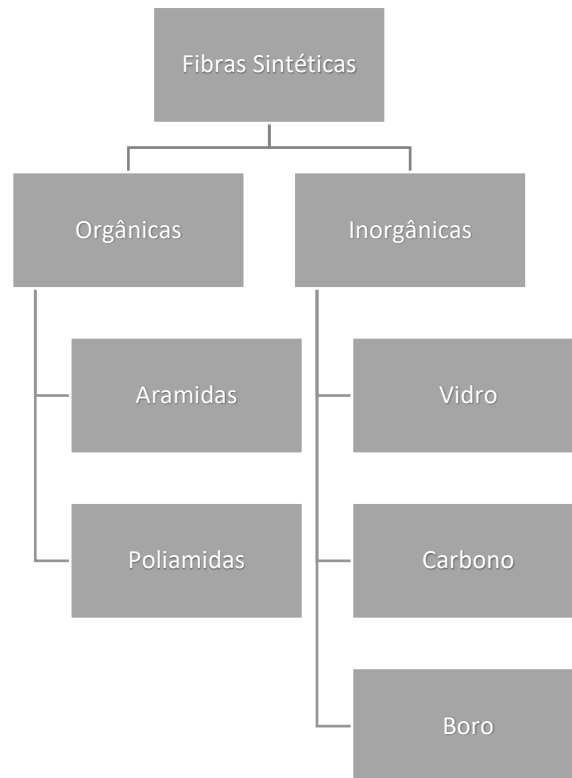 Fibras Sintéticas
Orgânicas
Inorgânicas
Aramidas
Vidro
Poliamidas
Carbono
Boro